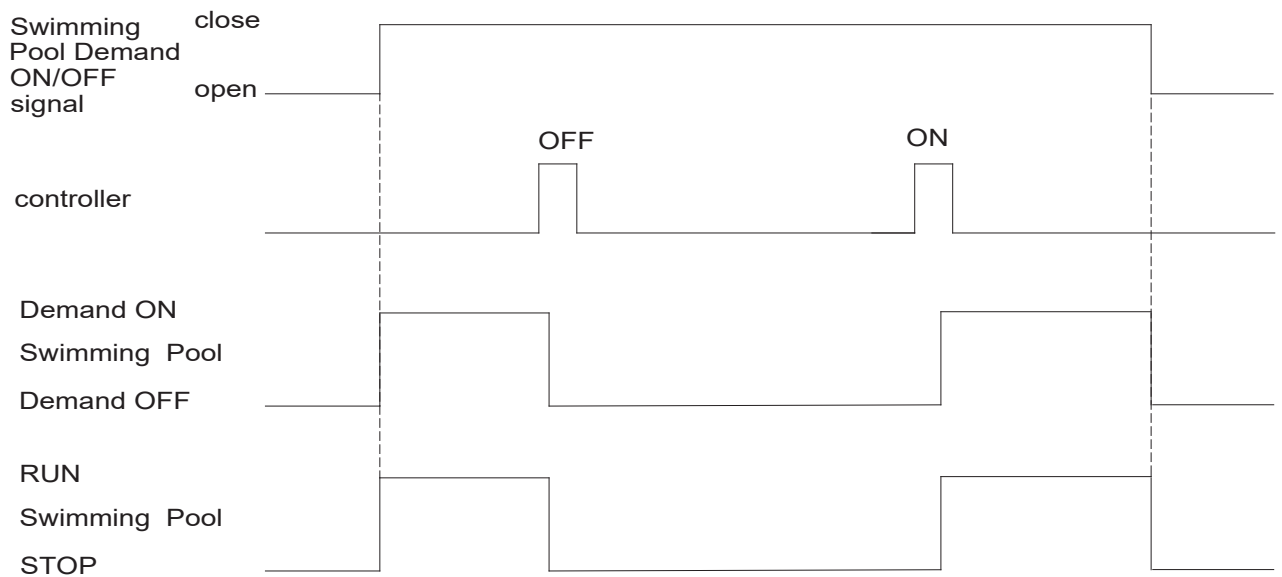 Swimming
Pool Demand
ON/OFF
signal
close
open
OFF
ON
controller
Demand ON
Swimming Pool
Demand OFF
RUN
Swimming Pool
STOP